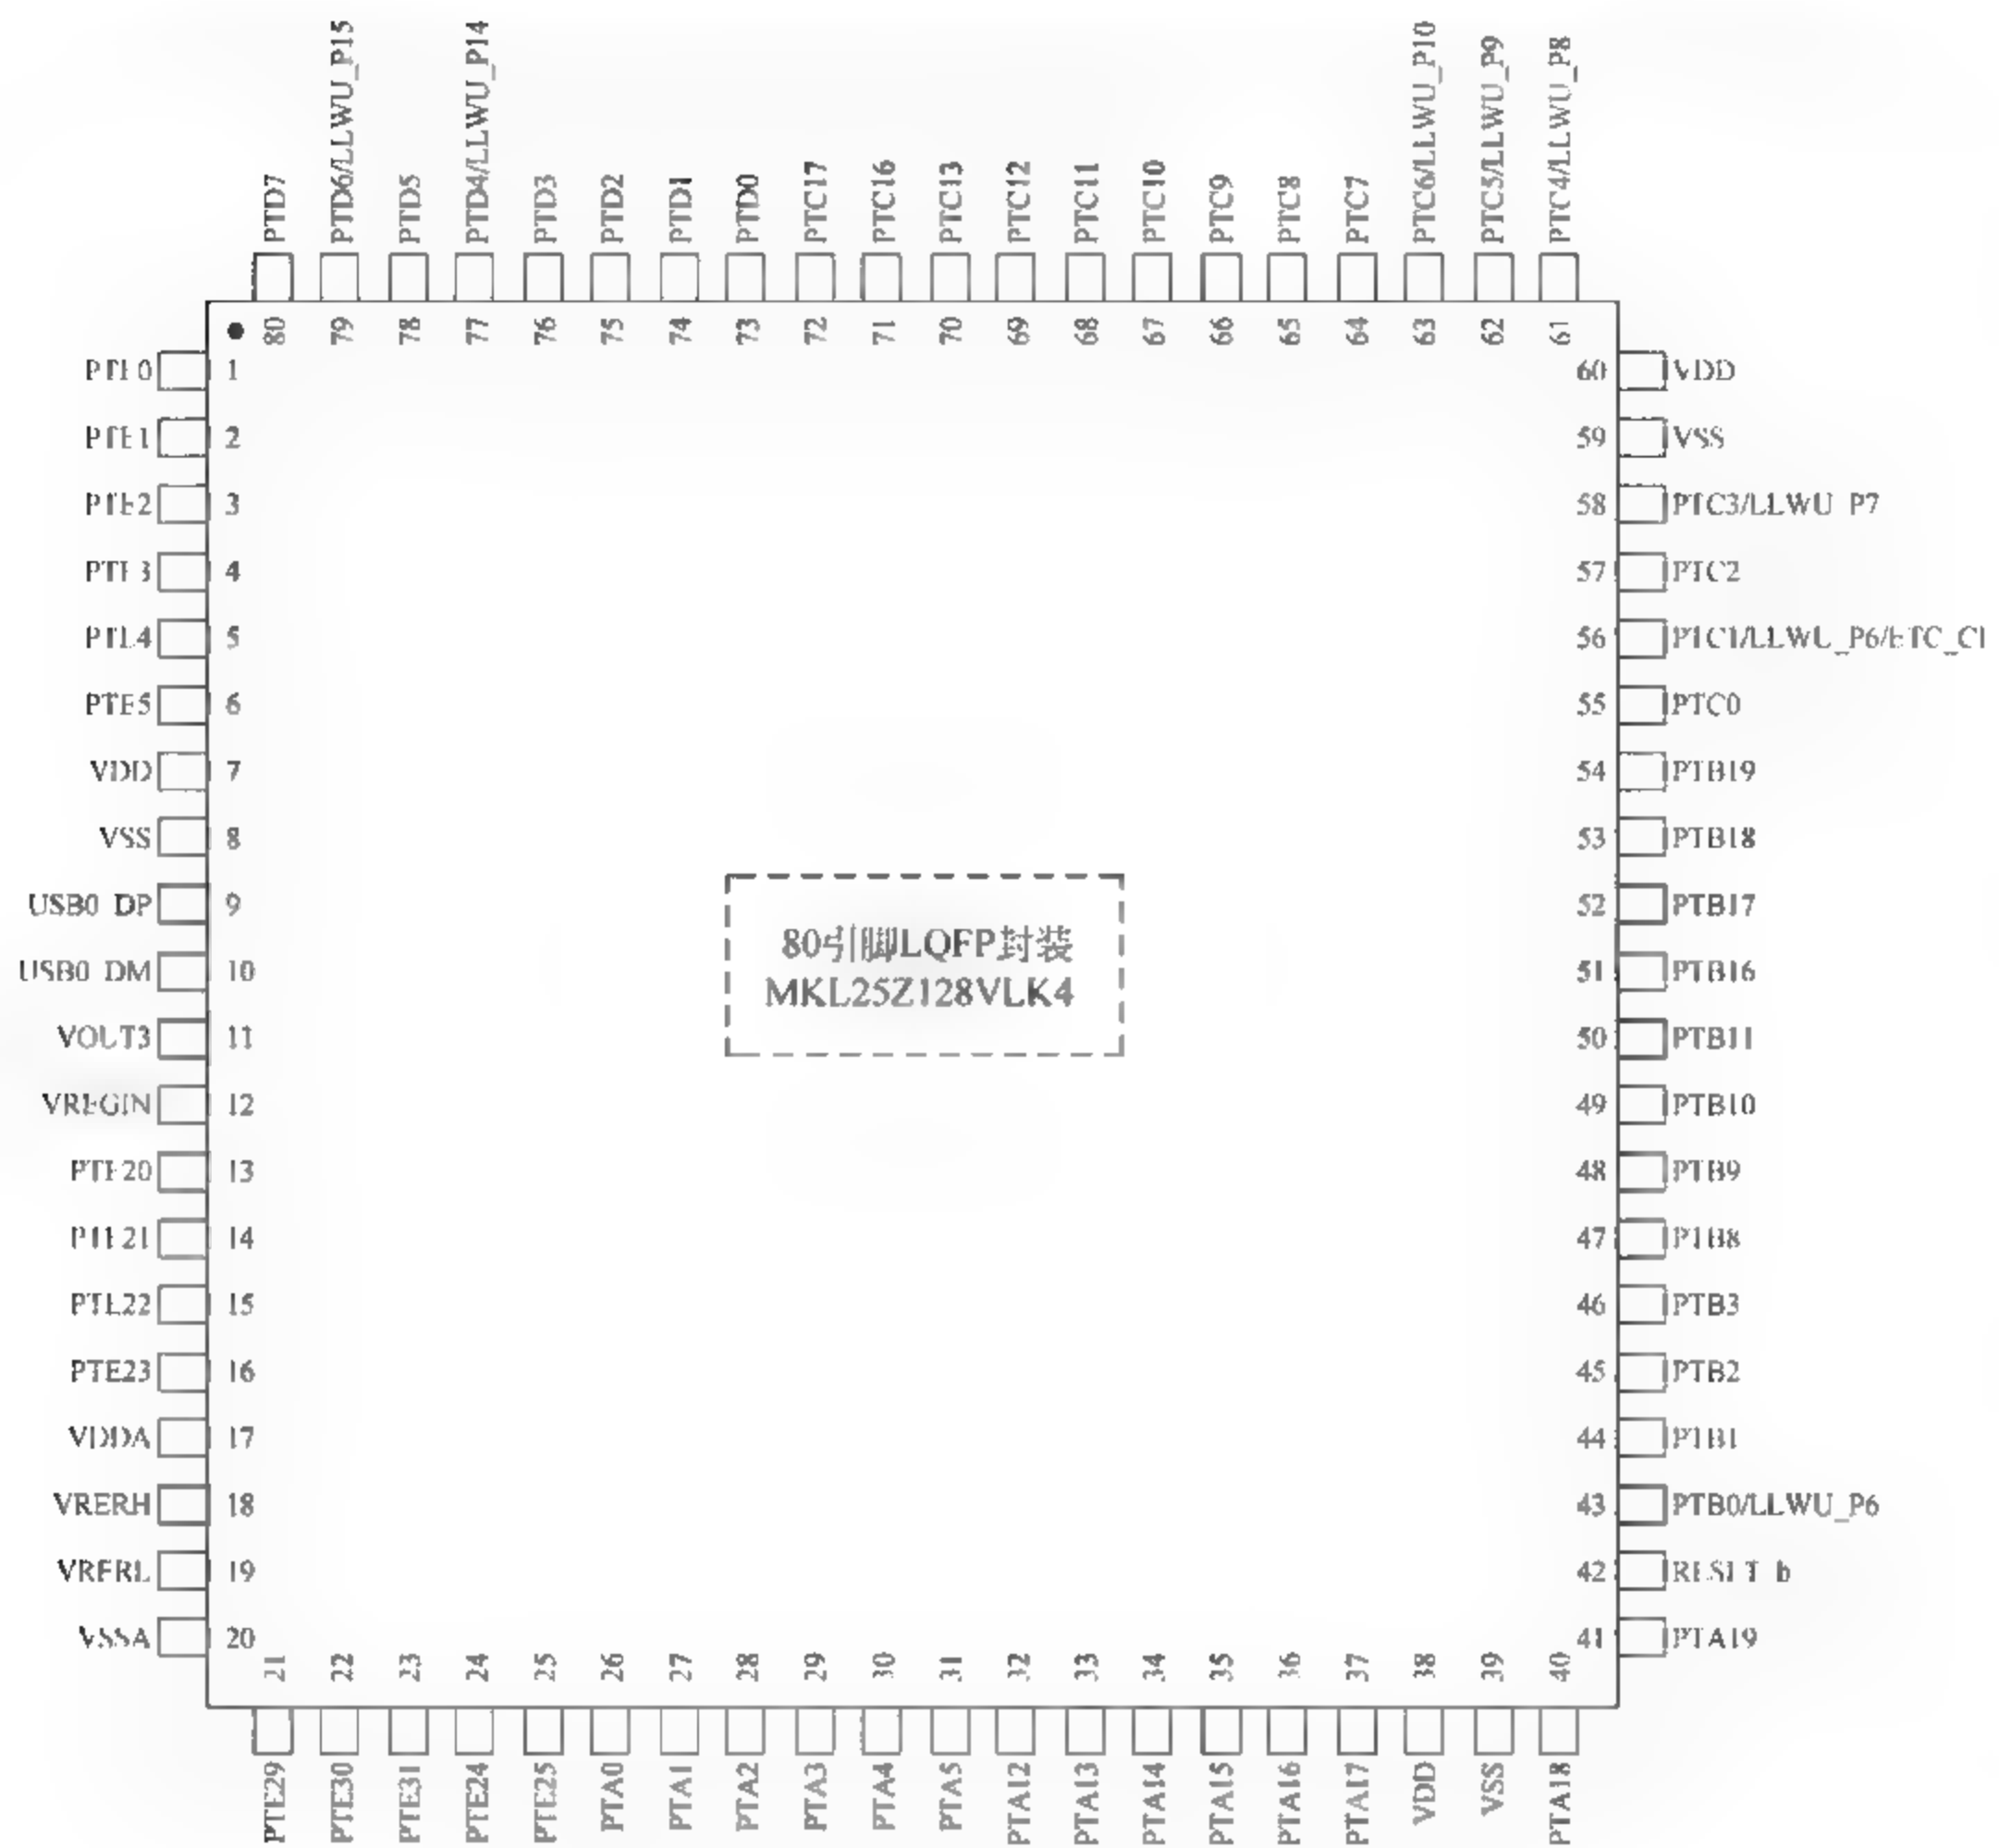 PTD7
PTD6/LLWU_P15
PTD5
PTD4/LLWU_P14
PTD3
PTD2
PTD1
PTD0
PTC17
PTC16
PTC13
PTC12
PTC11
PTC10
PTC9
PTC8
PTC7
PTC6/LLWU_P10
PTC5/LLWU_P9
PTC4/LLWU_P8
80 79 78 77 76 75 74 73 72 71 70 69 68 67 66 65 64 63 62 61
PTE0 1
PTE1 2
PTE2 3
PTE3 4
PTE4 5
PTE5 6
VDD 7
VSS 8
USB0 DP 9
USB0 DM 10
VOUT3 11
VREGIN 12
PTE20 13
PTE21 14
PTE22 15
PTE23 16
VDDA 17
VRERH 18
VRERL 19
VSSA 20
80引脚LQFP封装
MKL25Z128VLK4
60 VDD
59 VSS
58 PTC3/LLWU P7
57 PTC2
56 PTC1/LLWU_P6/ETC_C1
55 PTC0
54 PTB19
53 PTB18
52 PTB17
51 PTB16
50 PTB11
49 PTB10
48 PTB9
47 PTB8
46 PTB3
45 PTB2
44 PTB1
43 PTB0/LLWU_P6
42 RESET b
41 PTA19
21 22 23 24 25 26 27 28 29 30 31 32 33 34 35 36 37 38 39 40
PTE29
PTE30
PTE31
PTE24
PTE25
PTA0
PTA1
PTA2
PTA3
PTA4
PTA5
PTA12
PTA13
PTA14
PTA15
PTA16
PTA17
VDD
VSS
PTA18